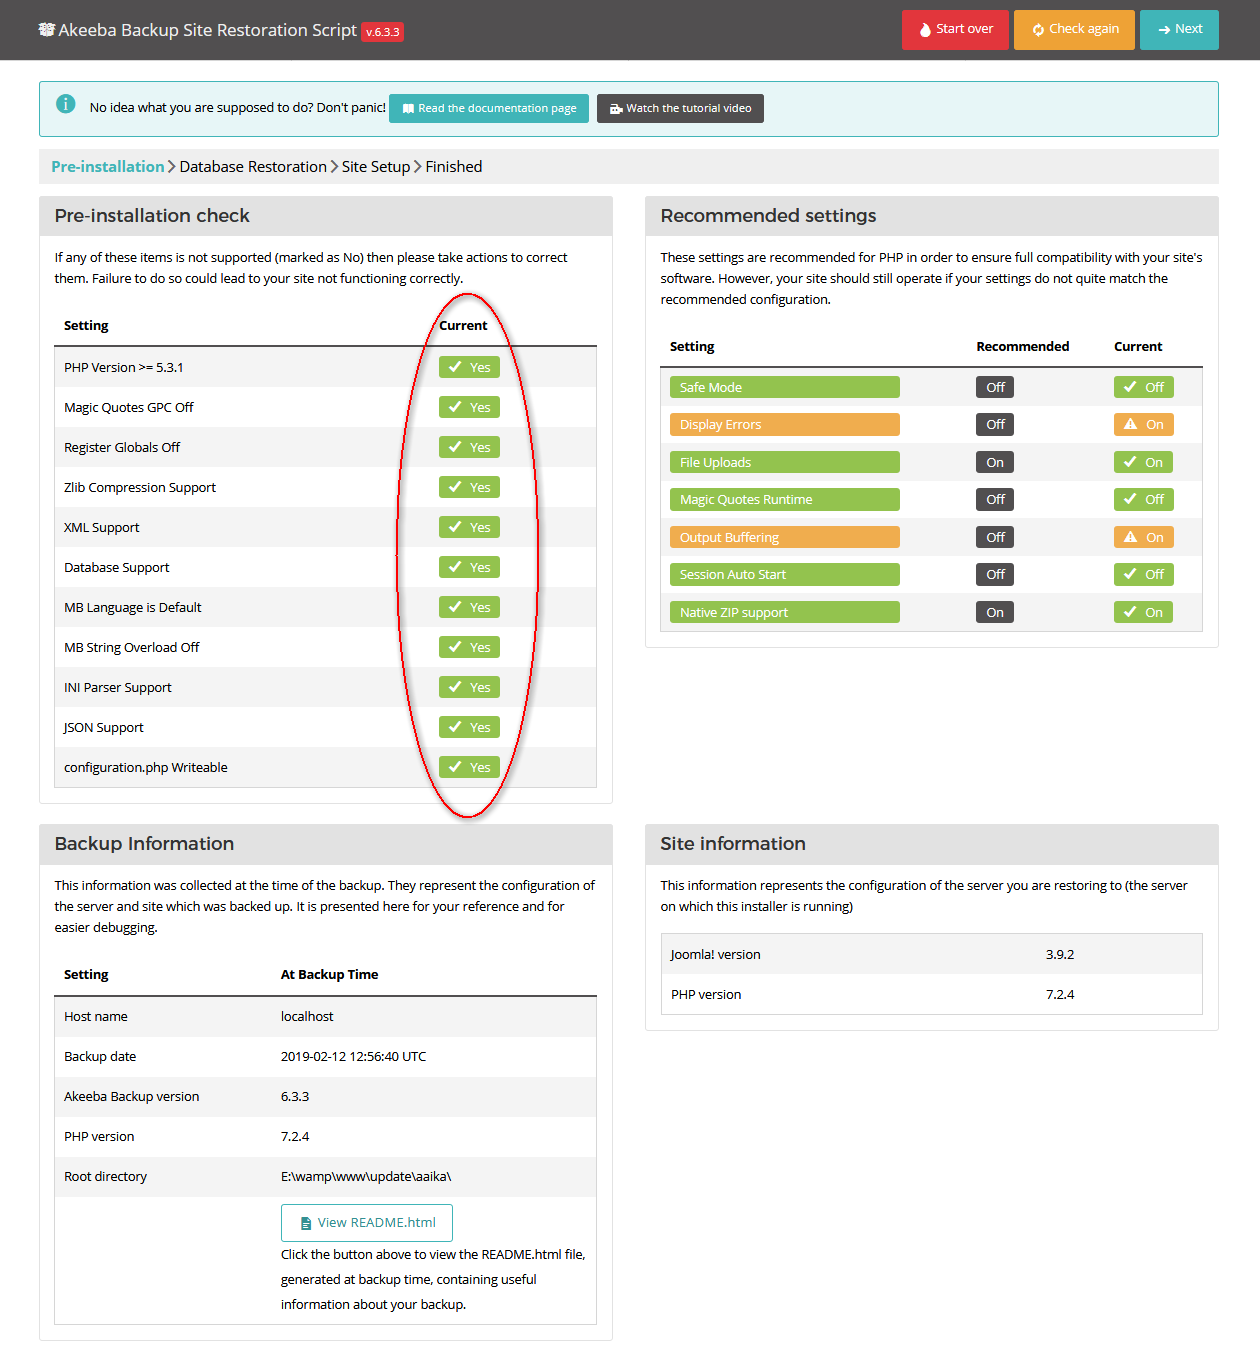 Akeeba Backup Site Restoration Script v.6.3.3
Start over
Check again
Next
No idea what you are supposed to do? Don't panic! Read the documentation page Watch the tutorial video
Pre-installation Database Restoration Site Setup Finished
Pre-installation check
If any of these items is not supported (marked as No) then please take actions to correct
them. Failure to do so could lead to your site not functioning correctly.
Setting Current
PHP Version >= 5.3.1 Yes
Magic Quotes GPC Off Yes
Register Globals Off Yes
Zlib Compression Support Yes
XML Support Yes
Database Support Yes
MB Language is Default Yes
MB String Overload Off Yes
INI Parser Support Yes
JSON Support Yes
configuration.php Writeable Yes
Recommended settings
These settings are recommended for PHP in order to ensure full compatibility with your site's
software. However, your site should still operate if your settings do not quite match the
recommended configuration.
Setting Recommended Current
Safe Mode Off Off
Display Errors Off On
File Uploads On On
Magic Quotes Runtime Off Off
Output Buffering Off On
Session Auto Start Off Off
Native ZIP support On On
Backup Information
This information was collected at the time of the backup. They represent the configuration of
the server and site which was backed up. It is presented here for your reference and for
easier debugging.
Setting At Backup Time
Host name localhost
Backup date 2019-02-12 12:56:40 UTC
Akeeba Backup version 6.3.3
PHP version 7.2.4
Root directory E:\wamp\www\update\aaika\
View README.html
Click the button above to view the README.html file,
generated at backup time, containing useful
information about your backup.
Site information
This information represents the configuration of the server you are restoring to (the server
on which this installer is running)
Joomla! version 3.9.2
PHP version 7.2.4